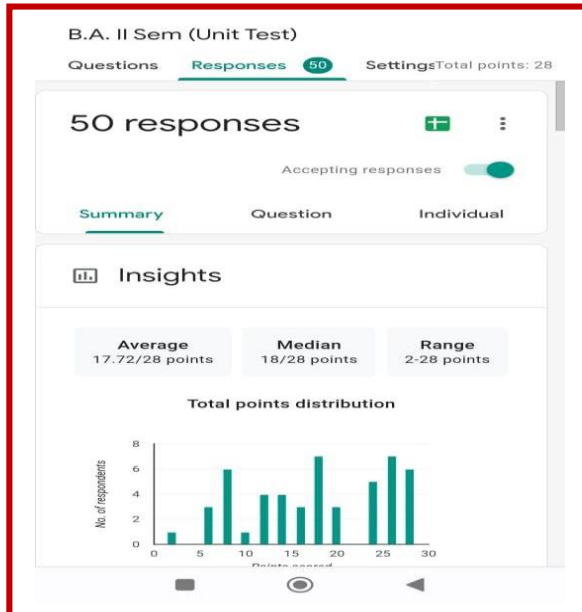 B.A. II Sem (Unit Test)
Questions Responses 50 Settings Total points: 28
50 responses
Accepting responses
Summary Question Individual
Insights
Average Median Range
17.72/28 points 18/28 points 2-28 points
Total points distribution
No. of respondents
8
6
4
2
0
0 5 10 15 20 25 30
Points scored